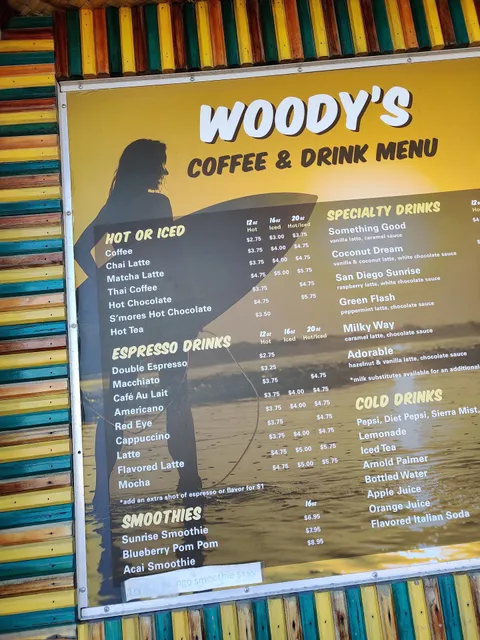 WOODY'S
COFFEE & DRINK MENU
HOT OR ICED
12oz 16oz 20oz
Hot Iced Hot/Iced
Coffee $2.75 $3.00 $3.75
Chai Latte $3.75 $4.00 $4.75
Matcha Latte $3.75 $4.00 $4.75
Thai Coffee $4.75 $5.00 $5.75
Hot Chocolate $3.75 $4.75
S'mores Hot Chocolate $4.75 $5.75
Hot Tea $3.50
ESPRESSO DRINKS
12oz 16oz 20oz
Hot Iced Hot/Iced
Double Espresso $2.75
Macchiato $3.25
Café Au Lait $3.75 $4.75
Americano $3.75 $4.00 $4.75
Red Eye $3.75 $4.75
Cappuccino $3.75 $4.00 $4.75
Latte $3.75 $4.00 $4.75
Flavored Latte $4.75 $5.00 $5.75
Mocha $4.75 $5.00 $5.75
*add an extra shot of espresso or flavor for $1
SMOOTHIES
16oz
Sunrise Smoothie $6.95
Blueberry Pom Pom $7.95
Acai Smoothie $8.95
SPECIALTY DRINKS
Something Good
vanilla latte, caramel sauce
Coconut Dream
vanilla & coconut latte, white chocolate sauce
San Diego Sunrise
raspberry latte, white chocolate sauce
Green Flash
peppermint latte, chocolate sauce
Milky Way
caramel latte, chocolate sauce
Adorable
hazelnut & vanilla latte, chocolate sauce
*milk substitutes available for an additional
COLD DRINKS
Pepsi, Diet Pepsi, Sierra Mist,
Lemonade
Iced Tea
Arnold Palmer
Bottled Water
Apple Juice
Orange Juice
Flavored Italian Soda